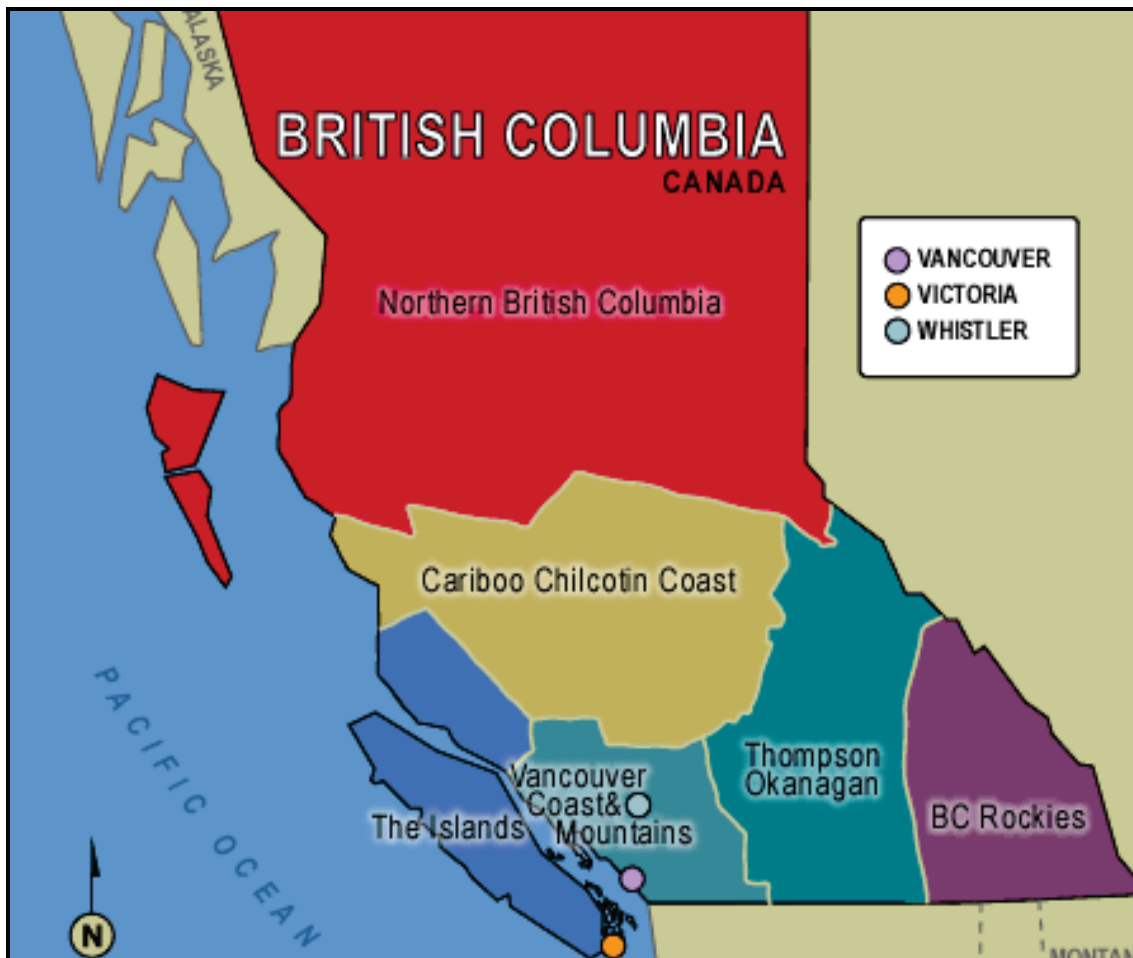 ALASKA
BRITISH COLUMBIA
CANADA
VANCOUVER
VICTORIA
WHISTLER
Northern British Columbia
Cariboo Chilcotin Coast
PACIFIC OCEAN
Thompson
Okanagan
Vancouver
Coast&
Mountains
The Islands
BC Rockies
N